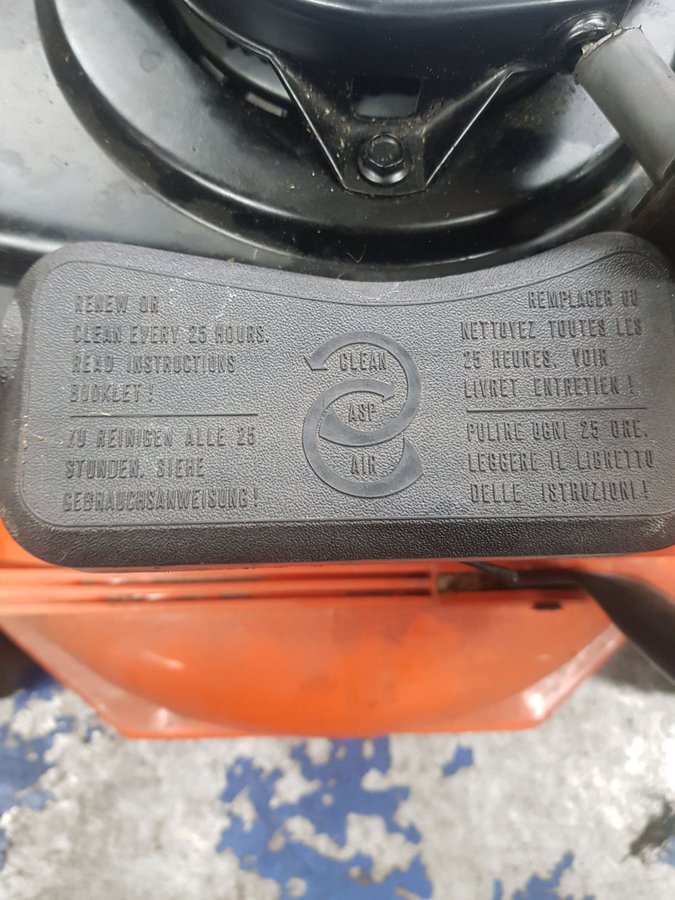 RENEW OR
CLEAN EVERY 25 HOURS.
READ INSTRUCTIONS
BOOKLET!
ZU REINIGEN ALLE 25
STUNDEN. SIEHE
GEBRAUCHSANWEISUNG!
CLEAN
ASP
AIR
REMPLACER OU
NETTOYEZ TOUTES LES
25 HEURES. VOIR
LIVRET ENTRETIEN!
PULIRE OGNI 25 ORE.
LEGGERE IL LIBRETTO
DELLE ISTRUZIONI!